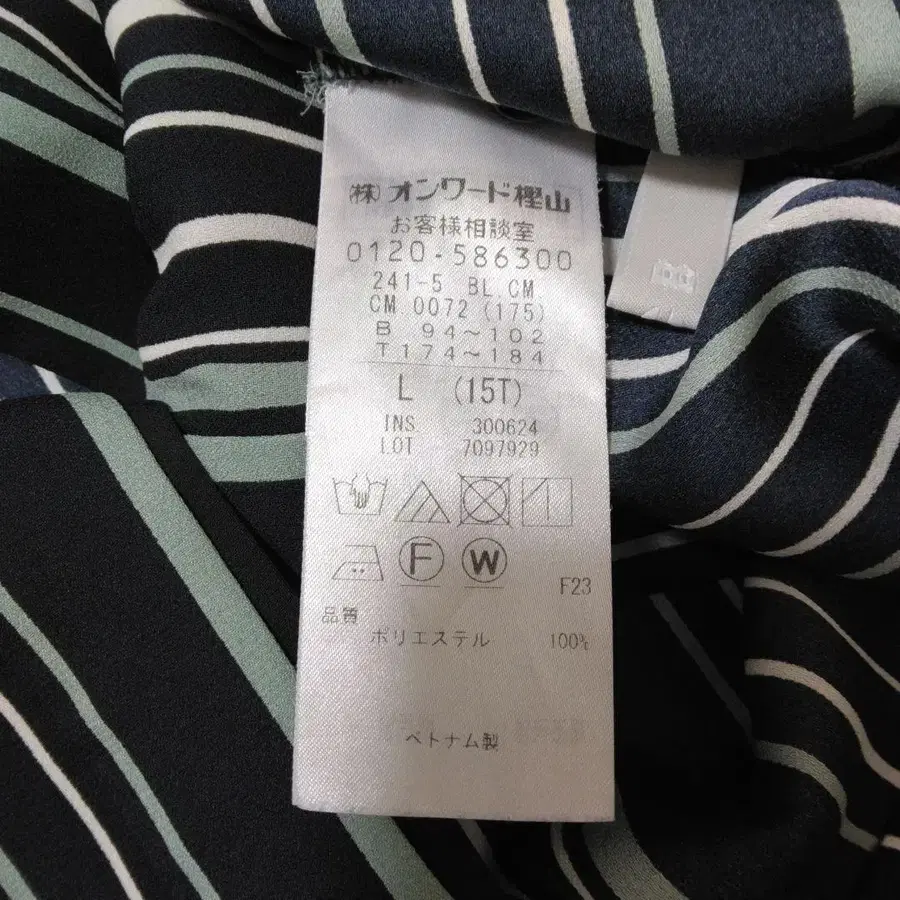 (株)オンワード樫山
お客様相談室
0120-586300
241-5 BL.CM.
CM 0072 (175)
B 94～102
T174～184
L (15T)
INS 300624
LOT 7097929
F
W
F23
品質
ポリエステル 100%
ベトナム製